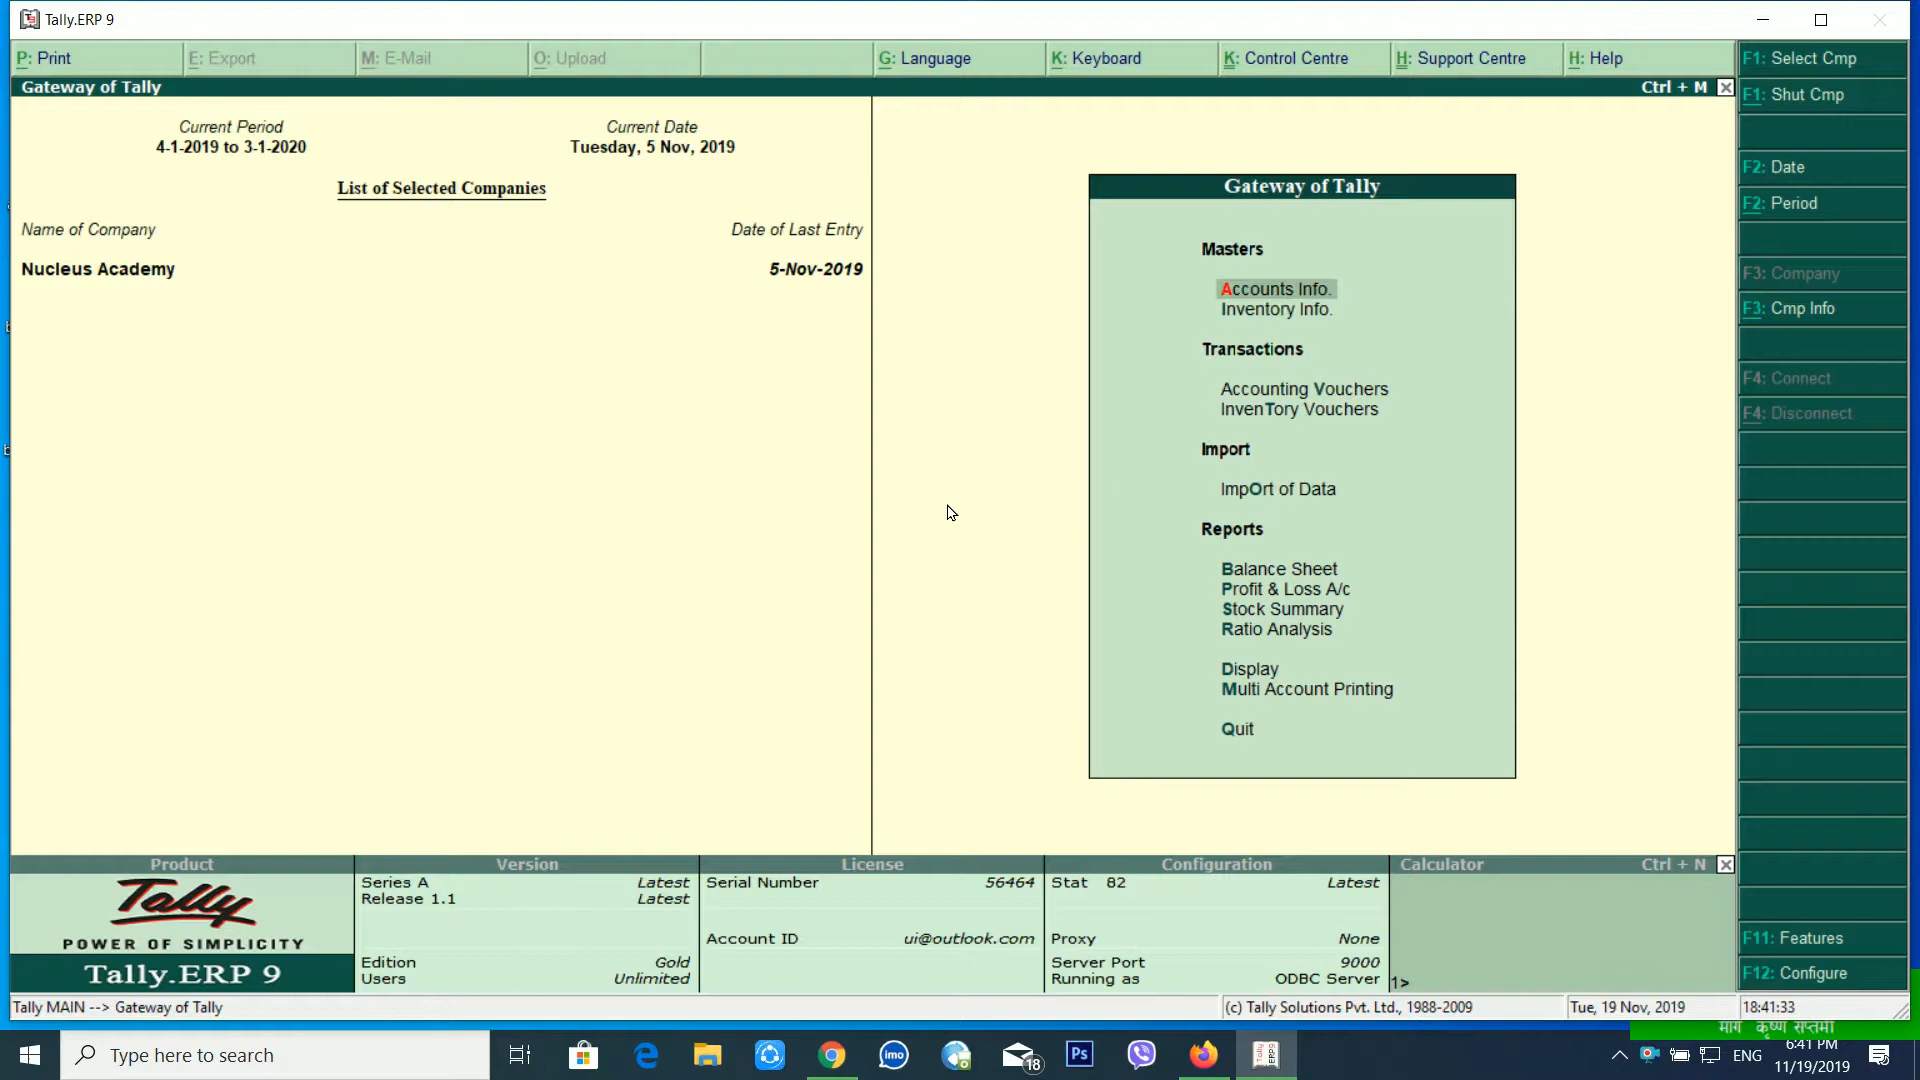 Tally.ERP 9
P: Print
E: Export
M: E-Mail
O: Upload
G: Language
K: Keyboard
K: Control Centre
H: Support Centre
H: Help
Gateway of Tally
Ctrl + M
Current Period
4-1-2019 to 3-1-2020
Current Date
Tuesday, 5 Nov, 2019
List of Selected Companies
Name of Company
Date of Last Entry
Nucleus Academy
5-Nov-2019
Gateway of Tally
Masters
Accounts Info.
Inventory Info.
Transactions
Accounting Vouchers
InvenTory Vouchers
Import
ImpOrt of Data
Reports
Balance Sheet
Profit & Loss A/c
Stock Summary
Ratio Analysis
Display
Multi Account Printing
Quit
F1: Select Cmp
F1: Shut Cmp
F2: Date
F2: Period
F3: Company
F3: Cmp Info
F4: Connect
F4: Disconnect
F11: Features
F12: Configure
Product
Tally
POWER OF SIMPLICITY
Tally.ERP 9
Version
Series A Latest
Release 1.1 Latest
Edition Gold
Users Unlimited
License
Serial Number 56464
Account ID ui@outlook.com
Configuration
Stat 82 Latest
Proxy None
Server Port 9000
Running as ODBC Server
Calculator
Ctrl + N
1>
Tally MAIN --> Gateway of Tally
(c) Tally Solutions Pvt. Ltd., 1988-2009
Tue, 19 Nov, 2019
18:41:33
मार्ग कृष्ण सप्तमी
Type here to search
imo
18
Ps
Tally ERP9
ENG
6:41 PM
11/19/2019